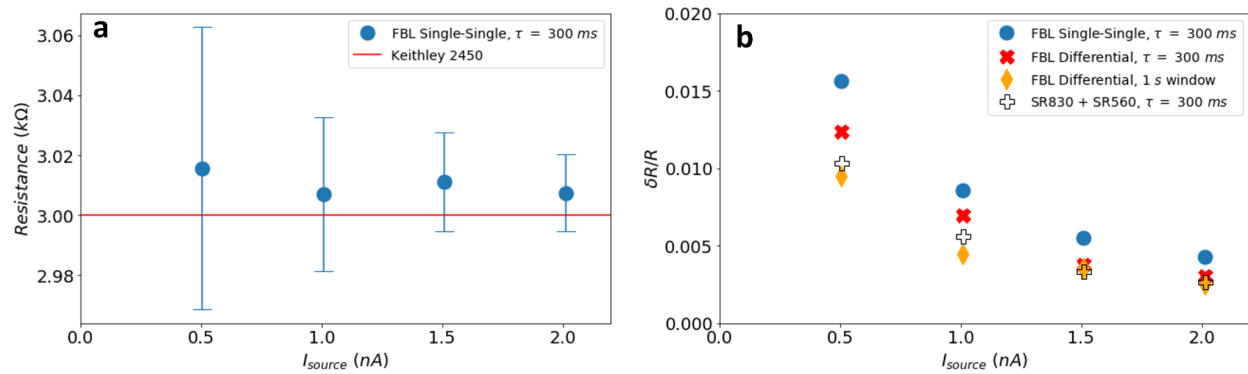 a
FBL Single-Single, τ = 300 ms
Keithley 2450
3.06
3.04
3.02
3.00
2.98
Resistance (kΩ)
0.0 0.5 1.0 1.5 2.0
I_source (nA)
b
FBL Single-Single, τ = 300 ms
FBL Differential, τ = 300 ms
FBL Differential, 1 s window
SR830 + SR560, τ = 300 ms
0.020
0.015
0.010
0.005
0.000
δR/R
0.0 0.5 1.0 1.5 2.0
I_source (nA)